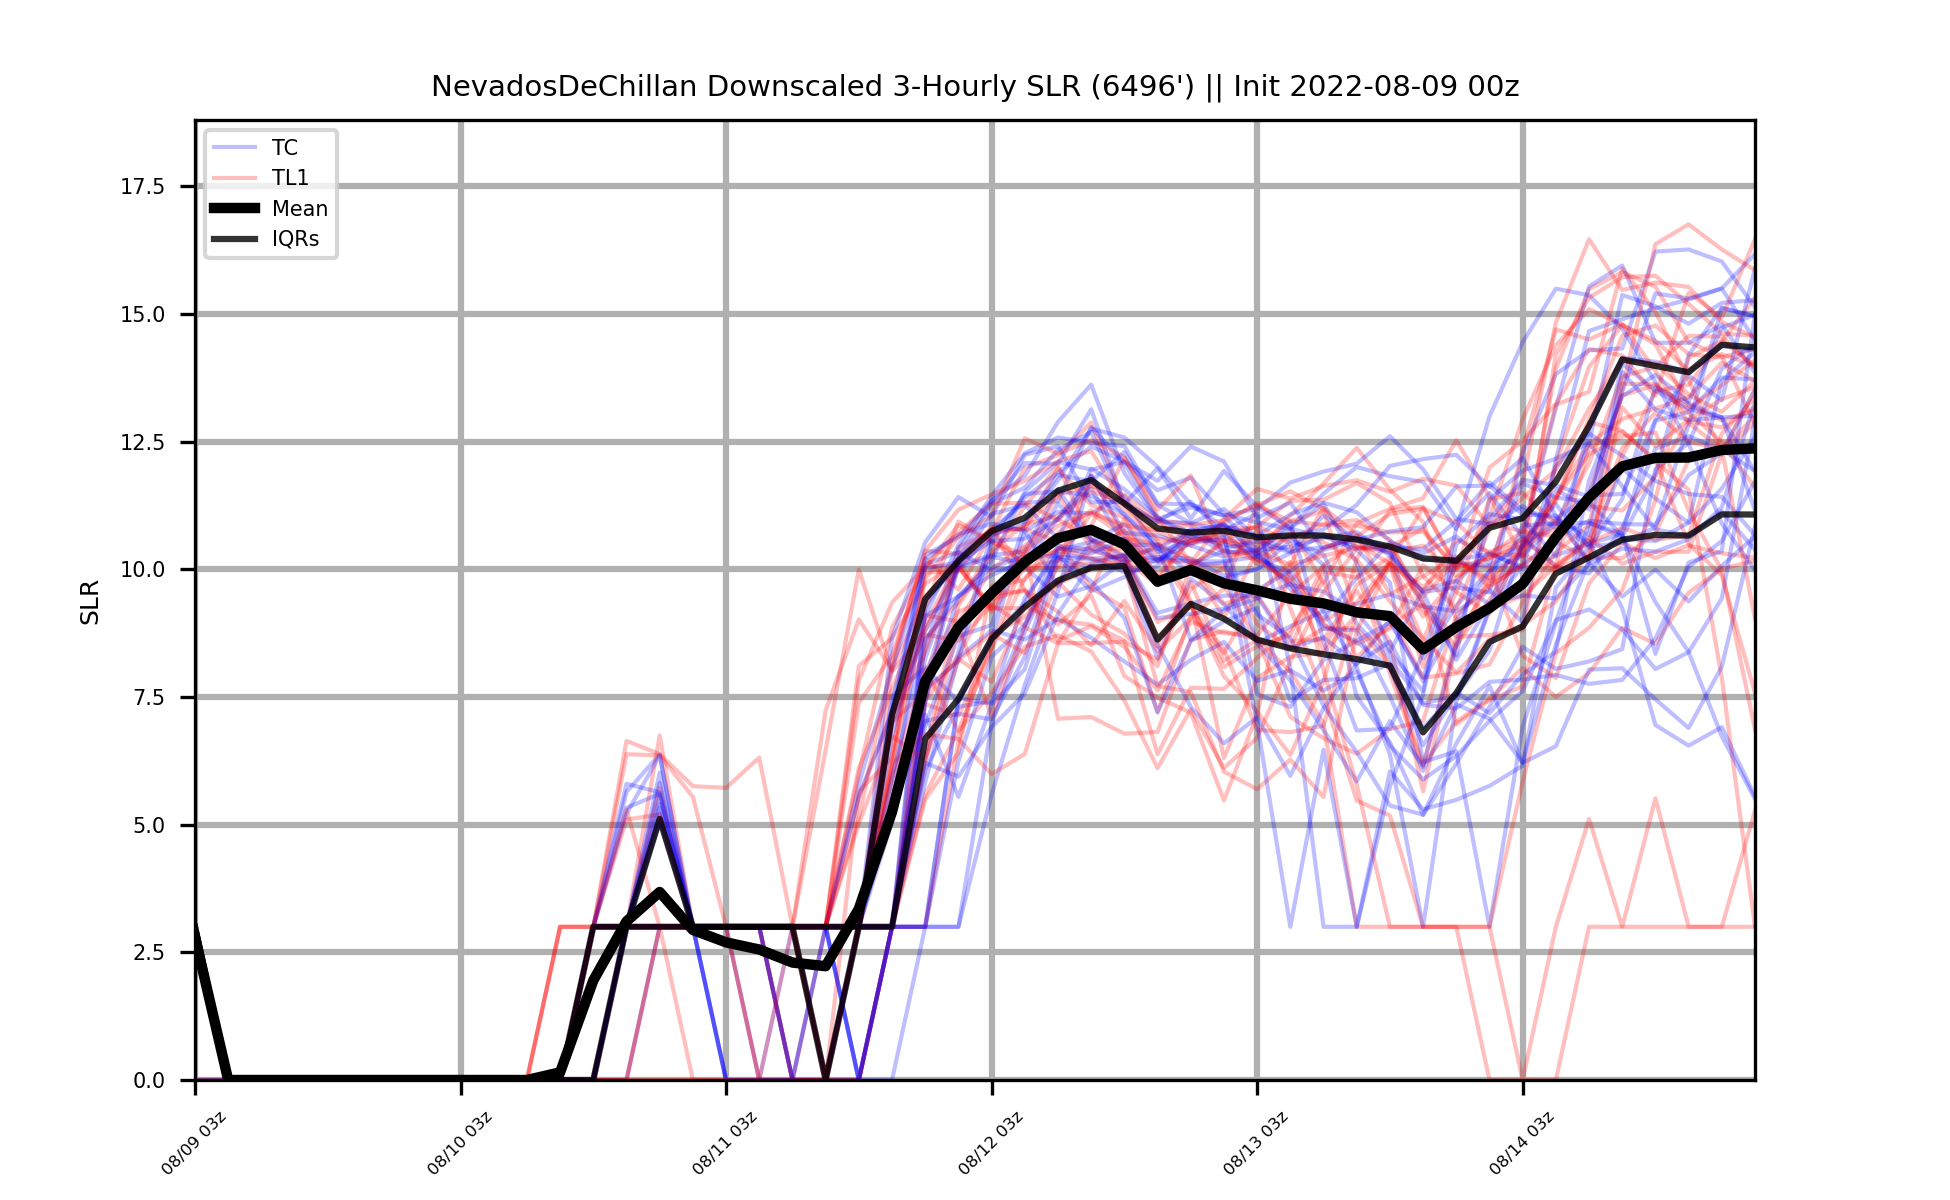 NevadosDeChillan Downscaled 3-Hourly SLR (6496') || Init 2022-08-09 00z
TC
TL1
Mean
IQRs
17.5
15.0
12.5
10.0
7.5
5.0
2.5
0.0
SLR
08/09 03z
08/10 03z
08/11 03z
08/12 03z
08/13 03z
08/14 03z